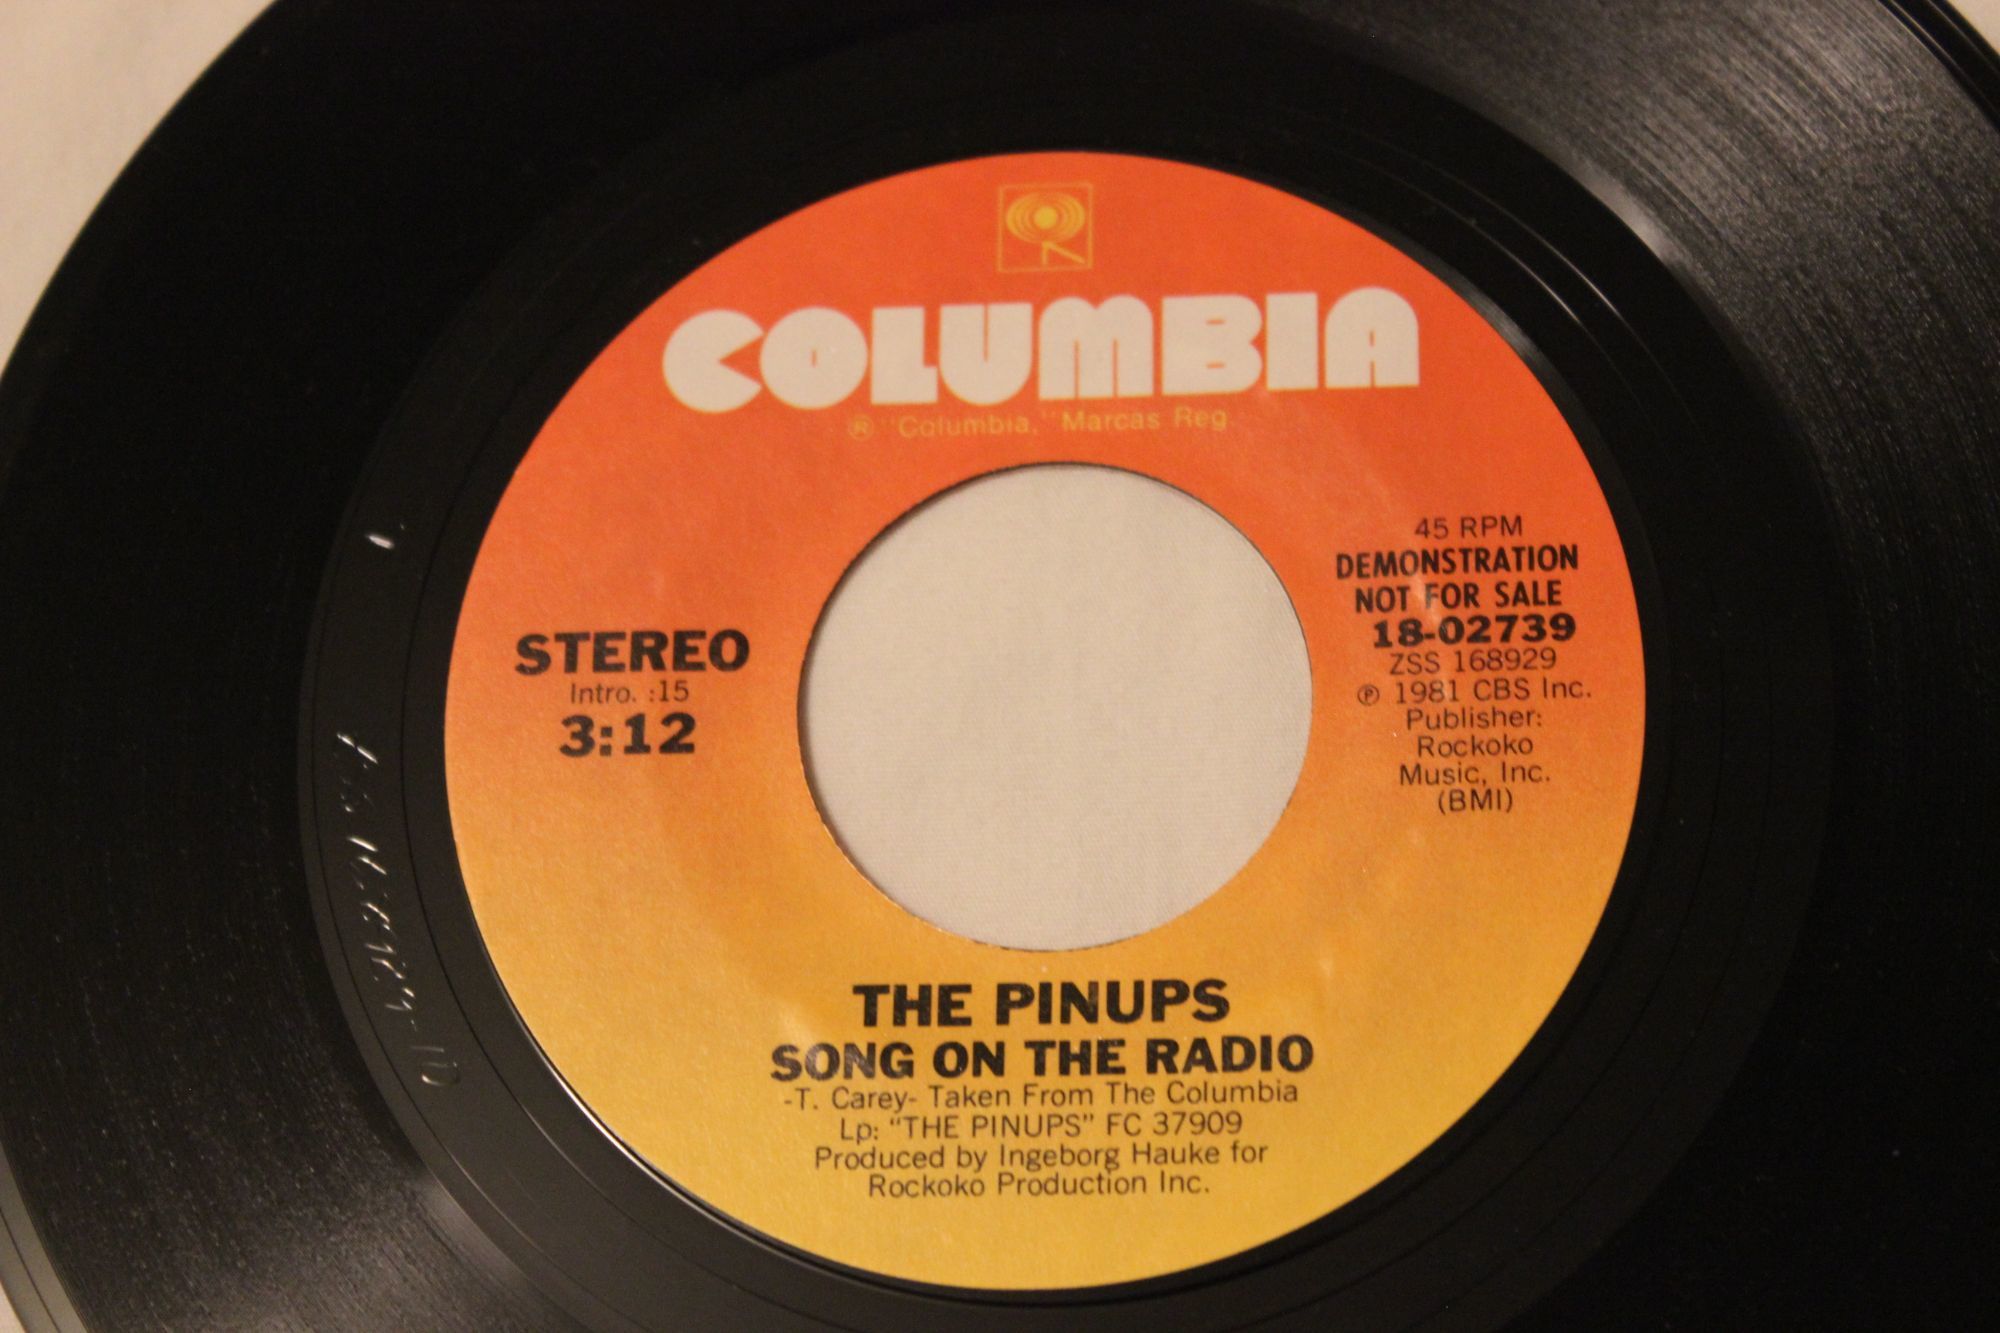 COLUMBIA
® "Columbia," Marcas Reg.
STEREO
Intro. :15
3:12
45 RPM
DEMONSTRATION
NOT FOR SALE
18-02739
ZSS 168929
℗ 1981 CBS Inc.
Publisher:
Rockoko
Music, Inc.
(BMI)
THE PINUPS
SONG ON THE RADIO
-T. Carey- Taken From The Columbia
Lp: "THE PINUPS" FC 37909
Produced by Ingeborg Hauke for
Rockoko Production Inc.